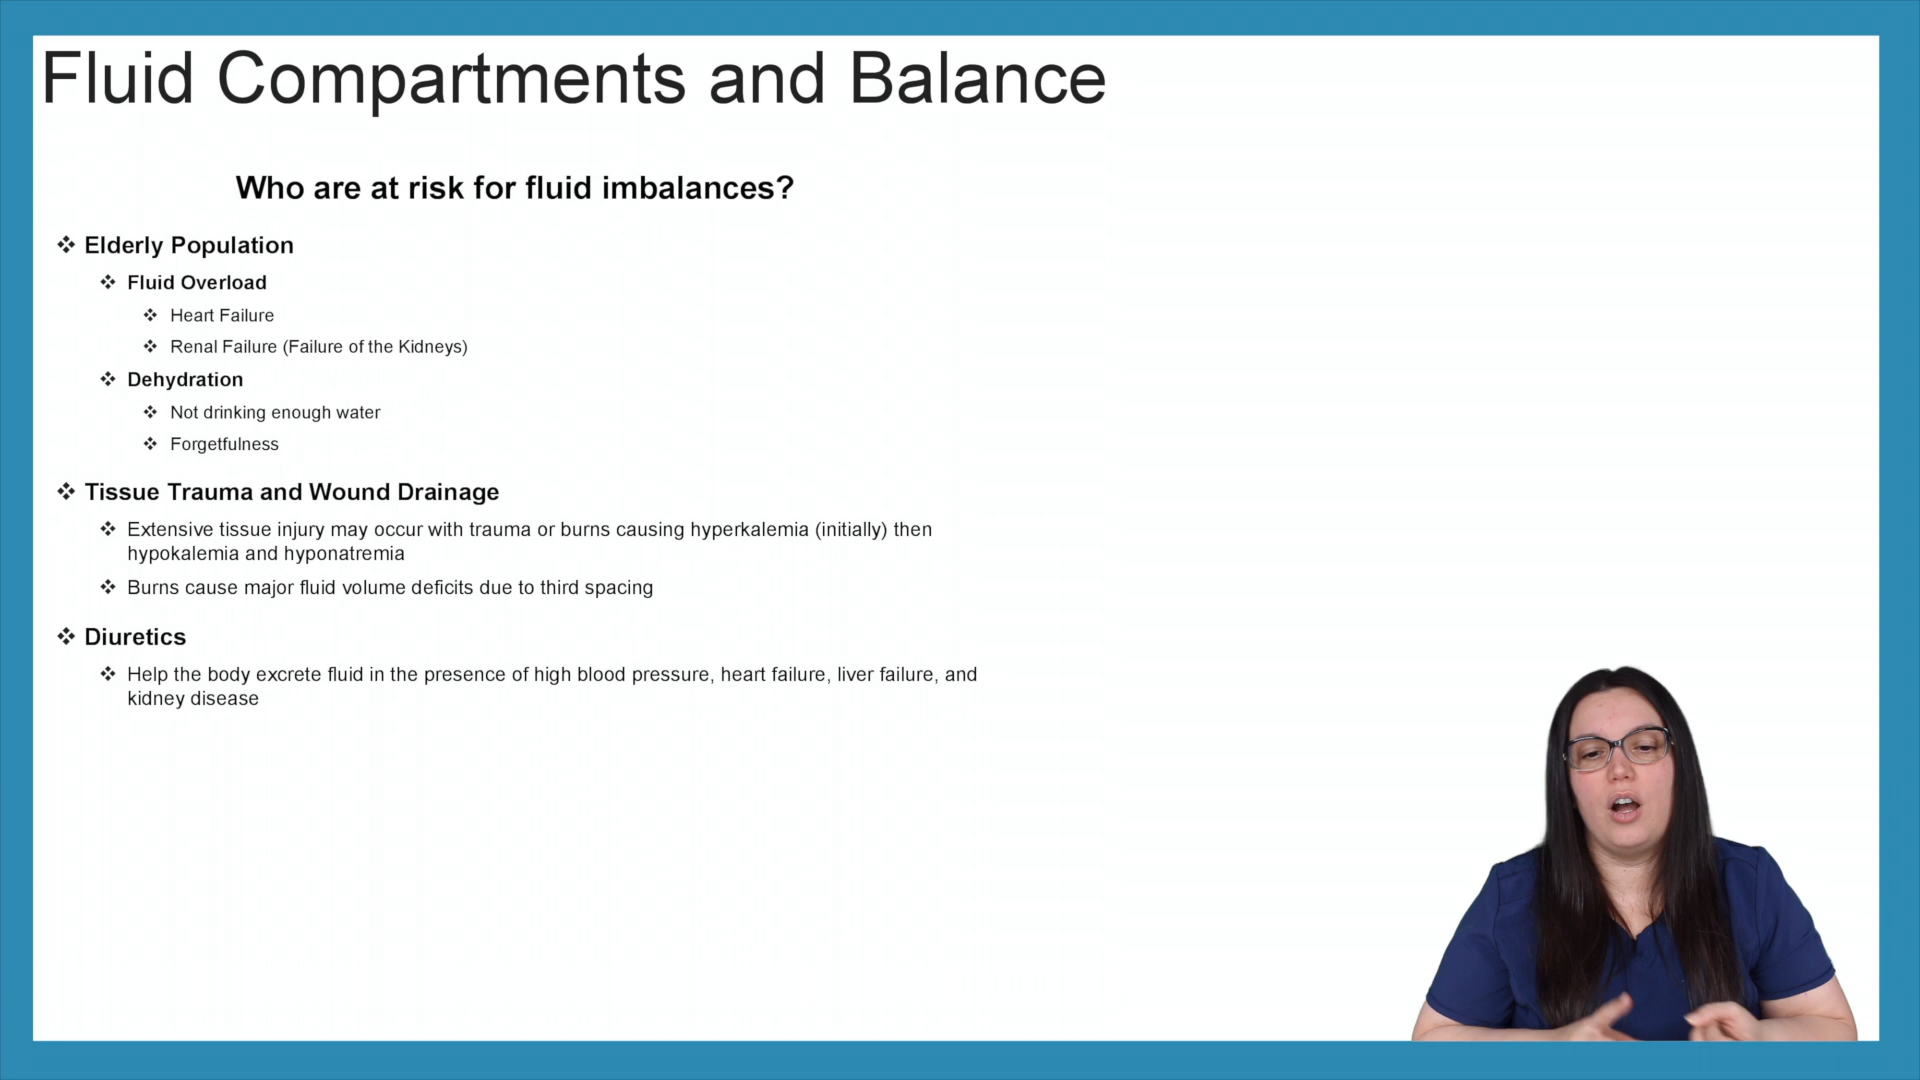 Fluid Compartments and Balance
Who are at risk for fluid imbalances?
❖ Elderly Population
❖ Fluid Overload
❖ Heart Failure
❖ Renal Failure (Failure of the Kidneys)
❖ Dehydration
❖ Not drinking enough water
❖ Forgetfulness
❖ Tissue Trauma and Wound Drainage
❖ Extensive tissue injury may occur with trauma or burns causing hyperkalemia (initially) then
hypokalemia and hyponatremia
❖ Burns cause major fluid volume deficits due to third spacing
❖ Diuretics
❖ Help the body excrete fluid in the presence of high blood pressure, heart failure, liver failure, and
kidney disease